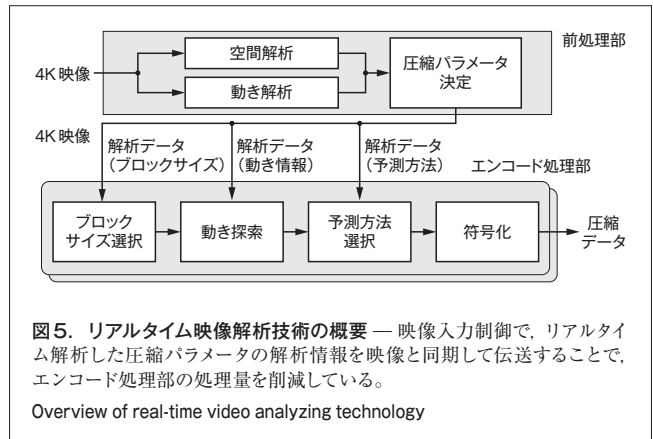 前処理部
空間解析
4K 映像
動き解析
圧縮パラメータ
決定
4K 映像
解析データ
(ブロックサイズ)
解析データ
(動き情報)
解析データ
(予測方法)
エンコード処理部
ブロック
サイズ選択
動き探索
予測方法
選択
符号化
圧縮
データ
図5. リアルタイム映像解析技術の概要 — 映像入力制御で，リアルタイ
ム解析した圧縮パラメータの解析情報を映像と同期して伝送することで，
エンコード処理部の処理量を削減している。
Overview of real-time video analyzing technology